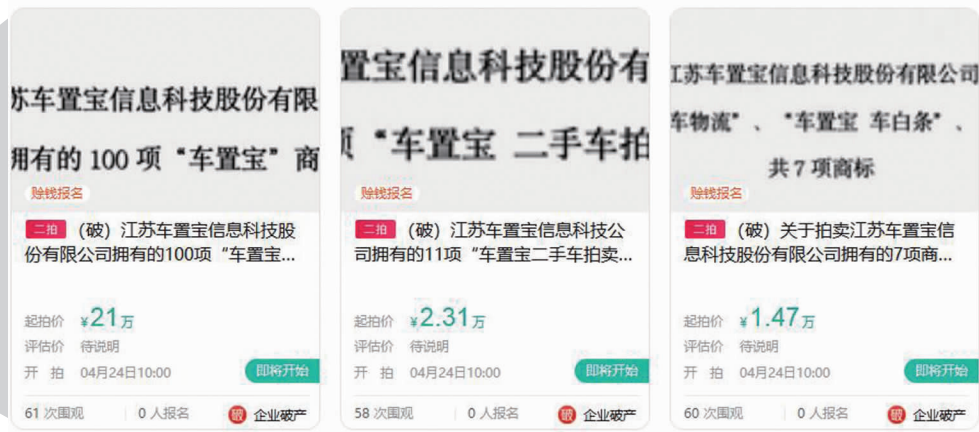 苏车置宝信息科技股份有限
拥有的 100 项“车置宝”商
赊线报名
二拍 (破) 江苏车置宝信息科技股
份有限公司拥有的100项“车置宝...
起拍价 ¥21万
评估价 待说明
开 拍 04月24日10:00
即将开始
61 次围观 0 人报名 破 企业破产
置宝信息科技股份有
项“车置宝 二手车拍
赊线报名
二拍 (破) 江苏车置宝信息科技公
司拥有的11项“车置宝二手车拍卖...
起拍价 ¥2.31万
评估价 待说明
开 拍 04月24日10:00
即将开始
58 次围观 0 人报名 破 企业破产
江苏车置宝信息科技股份有限公司
车物流”、“车置宝 车白条”、
共 7 项商标
赊线报名
二拍 (破) 关于拍卖江苏车置宝信
息科技股份有限公司拥有的7项商...
起拍价 ¥1.47万
评估价 待说明
开 拍 04月24日10:00
即将开始
60 次围观 0 人报名 破 企业破产